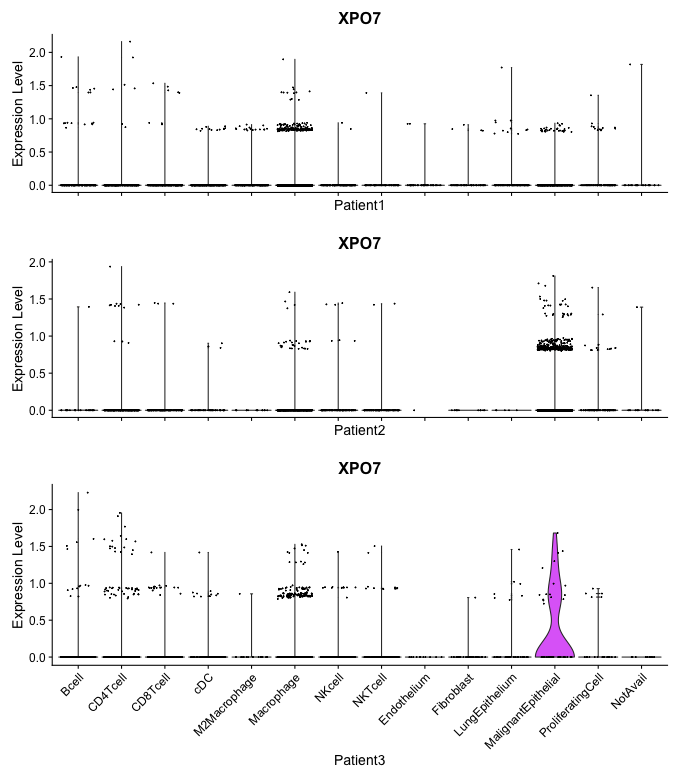 XPO7
Expression Level
2.0
1.5
1.0
0.5
0.0
Patient1
XPO7
Expression Level
2.0
1.5
1.0
0.5
0.0
Patient2
XPO7
Expression Level
2.0
1.5
1.0
0.5
0.0
Bcell
CD4Tcell
CD8Tcell
cDC
M2Macrophage
Macrophage
NKcell
NKTcell
Endothelium
Fibroblast
LungEpithelium
MalignantEpithelial
ProliferatingCell
NotAvail
Patient3